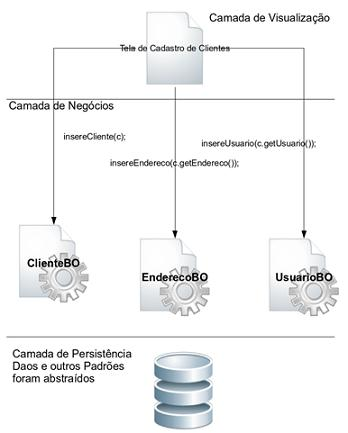 Camada de Visualização
Tela de Cadastro de Clientes
Camada de Negócios
insereCliente(c);
insereUsuario(c.getUsuario());
insereEndereco(c.getEndereco());
ClienteBO
EnderecoBO
UsuarioBO
Camada de Persistência
Daos e outros Padrões
foram abstraídos